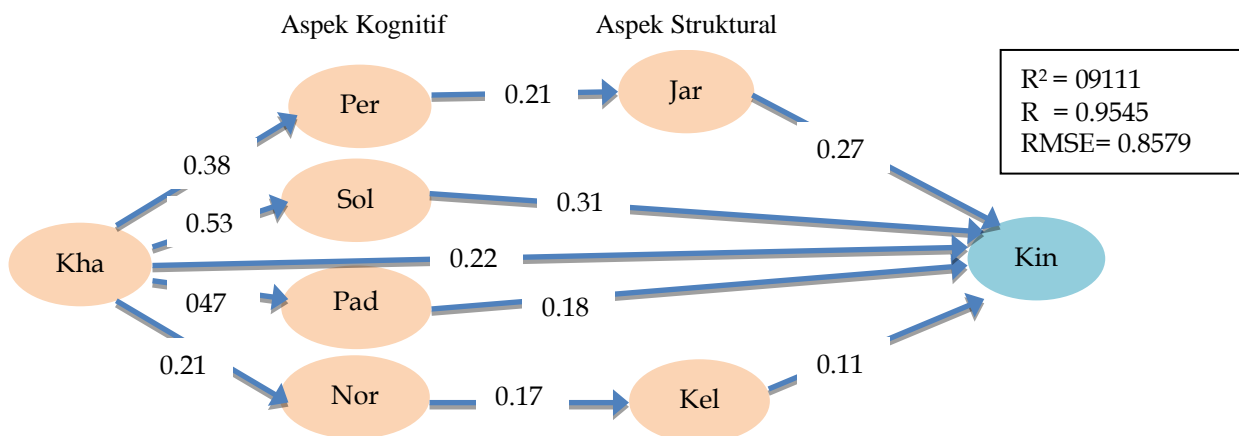 Aspek Kognitif
Aspek Struktural
R² = 09111
R = 0.9545
RMSE= 0.8579
Per
0.21
Jar
0.38
0.27
Sol
0.31
0.53
Kha
0.22
Kin
047
Pad
0.18
0.21
0.11
Nor
0.17
Kel